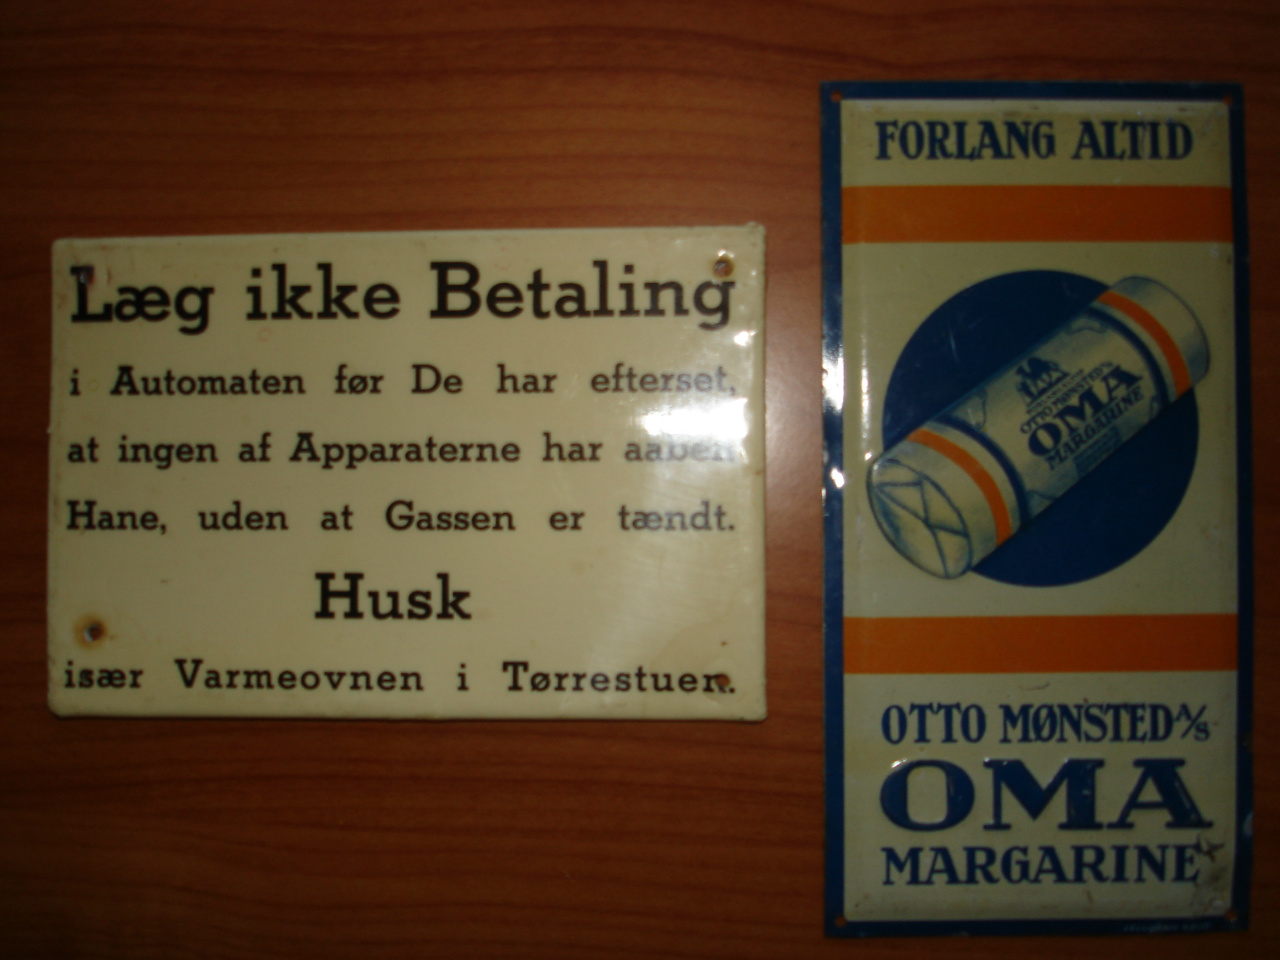 Læg ikke Betaling
i Automaten før De har efterset,
at ingen af Apparaterne har aaben
Hane, uden at Gassen er tændt.
Husk
især Varmeovnen i Tørrestuen.
FORLANG ALTID
OTTO MØNSTED
OMA
MARGARINE
OTTO MØNSTED A/S
OMA
MARGARINE